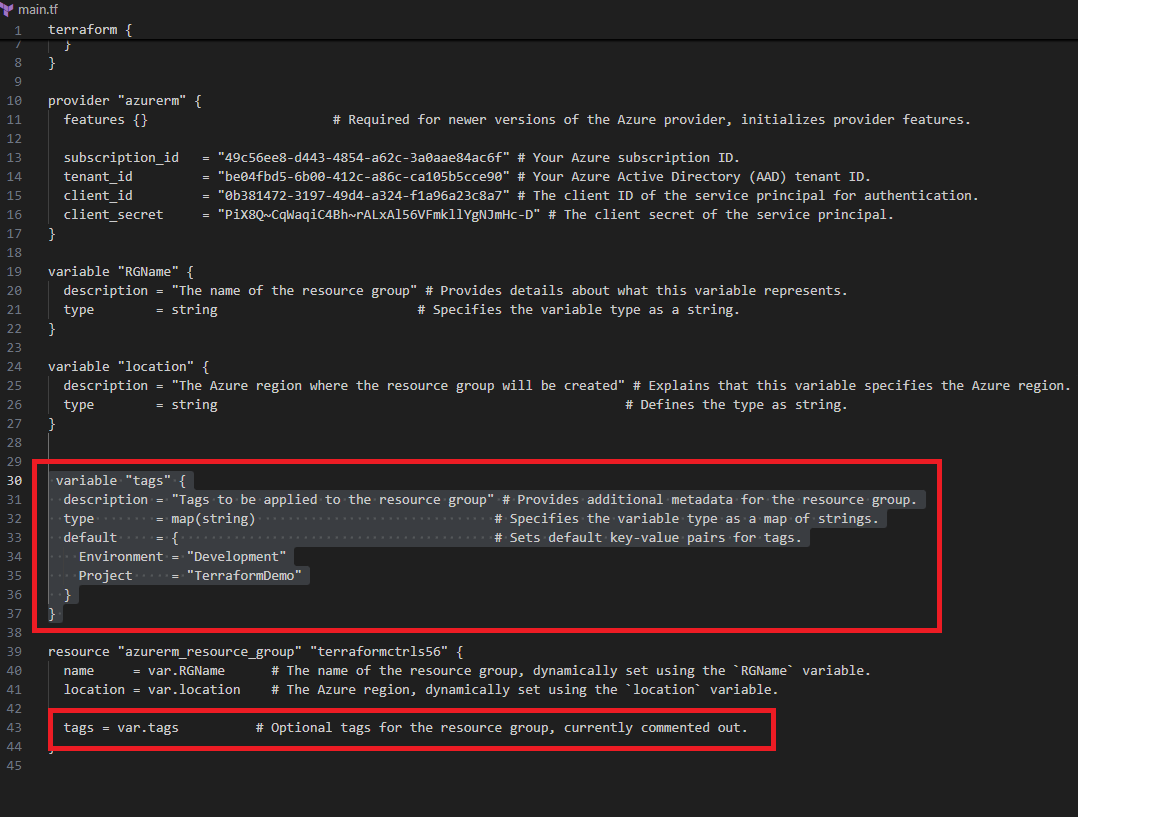 main.tf
1 terraform {
7 }
8 }
9
10 provider "azurerm" {
11 features {} # Required for newer versions of the Azure provider, initializes provider features.
12
13 subscription_id = "49c56ee8-d443-4854-a62c-3a0aae84ac6f" # Your Azure subscription ID.
14 tenant_id = "be04fbd5-6b00-412c-a86c-ca105b5cce90" # Your Azure Active Directory (AAD) tenant ID.
15 client_id = "0b381472-3197-49d4-a324-f1a96a23c8a7" # The client ID of the service principal for authentication.
16 client_secret = "PiX8Q~CqWaqiC4Bh~rALxAl56VFmkllYgNJmHc-D" # The client secret of the service principal.
17 }
18
19 variable "RGName" {
20 description = "The name of the resource group" # Provides details about what this variable represents.
21 type = string # Specifies the variable type as a string.
22 }
23
24 variable "location" {
25 description = "The Azure region where the resource group will be created" # Explains that this variable specifies the Azure region.
26 type = string # Defines the type as string.
27 }
28
29
30 variable "tags" {
31 description = "Tags to be applied to the resource group" # Provides additional metadata for the resource group.
32 type = map(string) # Specifies the variable type as a map of strings.
33 default = { # Sets default key-value pairs for tags.
34 Environment = "Development"
35 Project = "TerraformDemo"
36 }
37 }
38
39 resource "azurerm_resource_group" "terraformctrls56" {
40 name = var.RGName # The name of the resource group, dynamically set using the `RGName` variable.
41 location = var.location # The Azure region, dynamically set using the `location` variable.
42
43 tags = var.tags # Optional tags for the resource group, currently commented out.
44 }
45